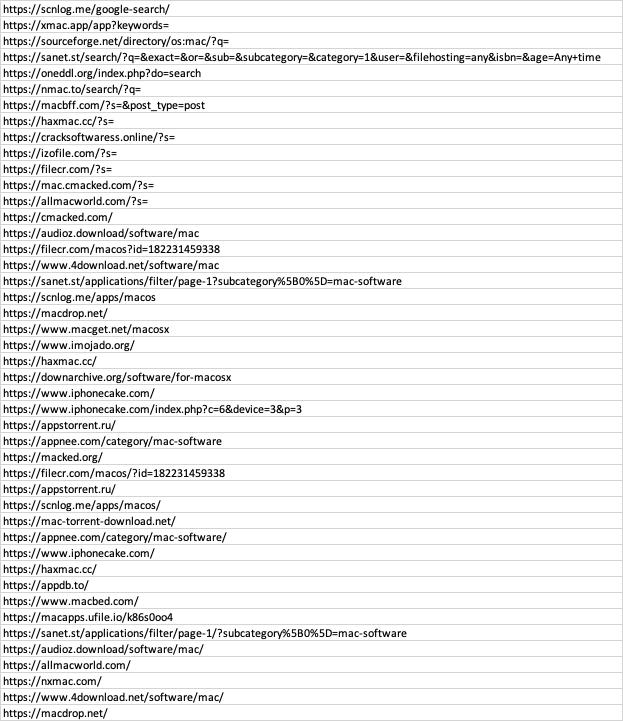 https://scnlog.me/google-search/
https://xmac.app/app?keywords=
https://sourceforge.net/directory/os:mac/?q=
https://sanet.st/search/?q=&exact=&or=&sub=&subcategory=&category=1&user=&filehosting=any&isbn=&age=Any+time
https://oneddl.org/index.php?do=search
https://nmac.to/search/?q=
https://macbff.com/?s=&post_type=post
https://haxmac.cc/?s=
https://cracksoftwaress.online/?s=
https://izofile.com/?s=
https://filecr.com/?s=
https://mac.cmacked.com/?s=
https://allmacworld.com/?s=
https://cmacked.com/
https://audioz.download/software/mac
https://filecr.com/macos?id=182231459338
https://www.4download.net/software/mac
https://sanet.st/applications/filter/page-1?subcategory%5B0%5D=mac-software
https://scnlog.me/apps/macos
https://macdrop.net/
https://www.macget.net/macosx
https://www.imojado.org/
https://haxmac.cc/
https://downarchive.org/software/for-macosx
https://www.iphonecake.com/
https://www.iphonecake.com/index.php?c=6&device=3&p=3
https://appstorrent.ru/
https://appnee.com/category/mac-software
https://macked.org/
https://filecr.com/macos/?id=182231459338
https://appstorrent.ru/
https://scnlog.me/apps/macos/
https://mac-torrent-download.net/
https://appnee.com/category/mac-software/
https://www.iphonecake.com/
https://haxmac.cc/
https://appdb.to/
https://www.macbed.com/
https://macapps.ufile.io/k86s0oo4
https://sanet.st/applications/filter/page-1/?subcategory%5B0%5D=mac-software
https://audioz.download/software/mac/
https://allmacworld.com/
https://nxmac.com/
https://www.4download.net/software/mac/
https://macdrop.net/